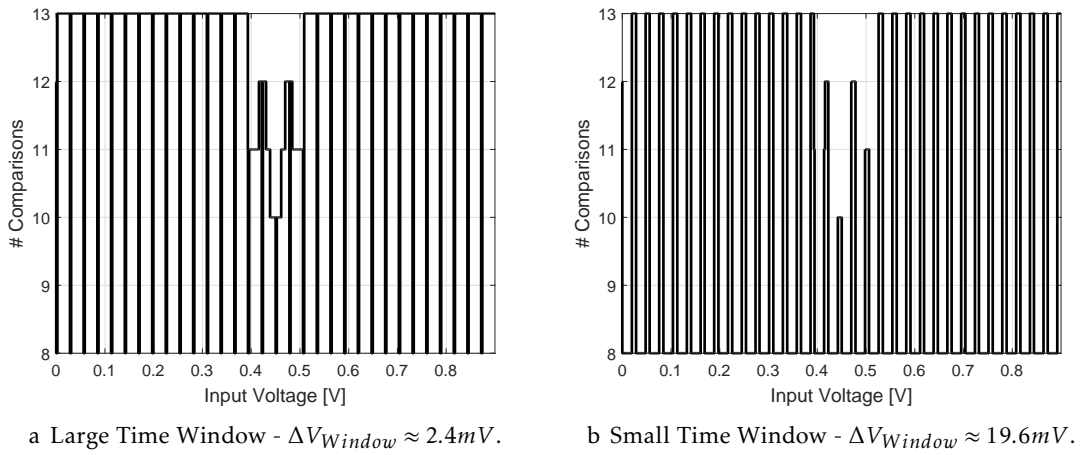 13
12
11
10
9
8
# Comparisons
0 0.1 0.2 0.3 0.4 0.5 0.6 0.7 0.8
Input Voltage [V]
a Large Time Window - ΔV_Window ≈ 2.4mV.
13
12
11
10
9
8
# Comparisons
0 0.1 0.2 0.3 0.4 0.5 0.6 0.7 0.8
Input Voltage [V]
b Small Time Window - ΔV_Window ≈ 19.6mV.